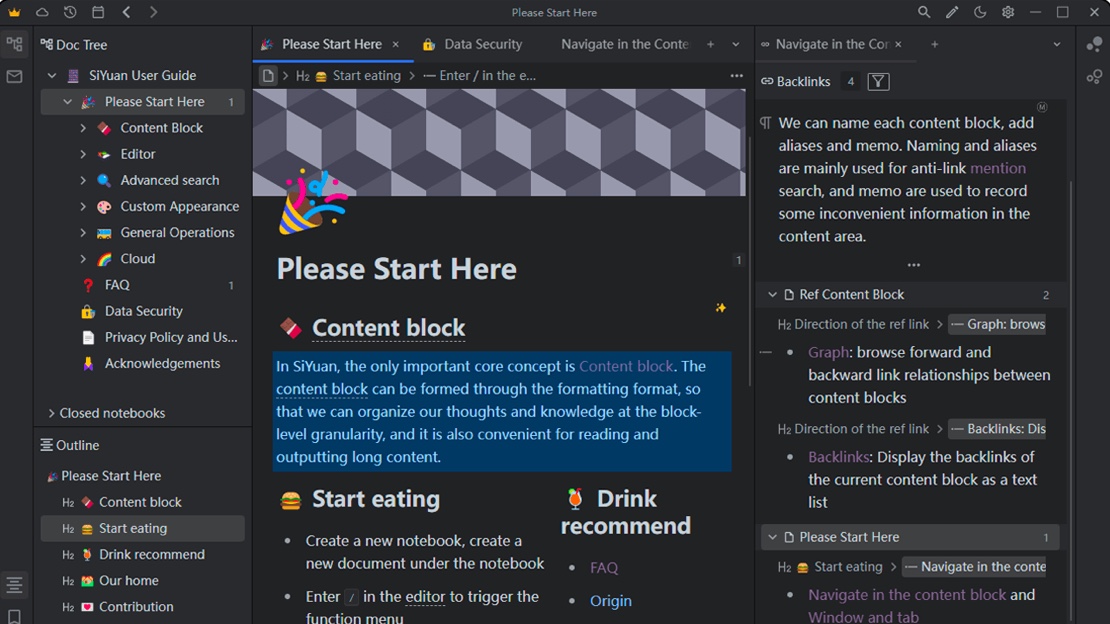 Please Start Here
Doc Tree
SiYuan User Guide
Please Start Here 1
Content Block
Editor
Advanced search
Custom Appearance
General Operations
Cloud
FAQ 1
Data Security
Privacy Policy and Us...
Acknowledgements
Closed notebooks
Outline
Please Start Here
H2 Content block
H2 Start eating
H2 Drink recommend
H2 Our home
H2 Contribution
Please Start Here × Data Security Navigate in the Conte +
H2 Start eating > Enter / in the e...
Please Start Here
1
Content block
In SiYuan, the only important core concept is Content block. The
content block can be formed through the formatting format, so
that we can organize our thoughts and knowledge at the block-
level granularity, and it is also convenient for reading and
outputting long content.
Start eating
• Create a new notebook, create a
new document under the notebook
• Enter / in the editor to trigger the
function menu
Drink
recommend
• FAQ
• Origin
Navigate in the Cor × +
Backlinks 4
M
We can name each content block, add
aliases and memo. Naming and aliases
are mainly used for anti-link mention
search, and memo are used to record
some inconvenient information in the
content area.
Ref Content Block 2
H2 Direction of the ref link > Graph: brows
• Graph: browse forward and
backward link relationships between
content blocks
H2 Direction of the ref link > Backlinks: Dis
• Backlinks: Display the backlinks of
the current content block as a text
list
Please Start Here 1
H2 Start eating > Navigate in the conte
• Navigate in the content block and
Window and tab